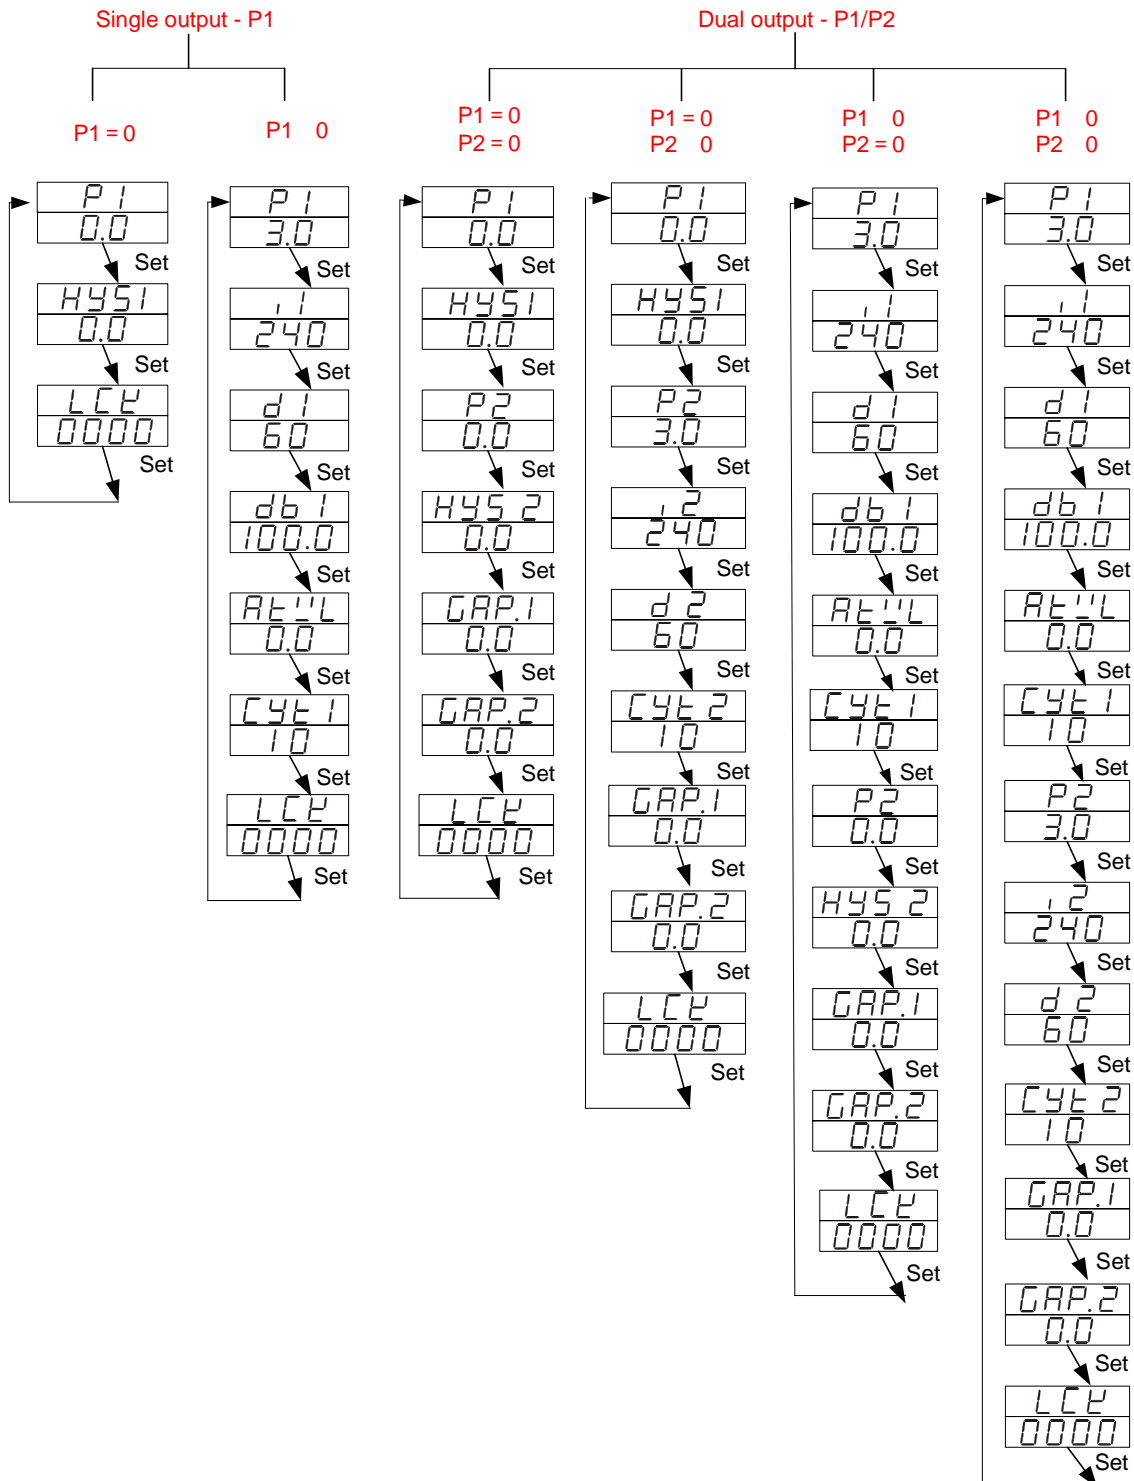 Single output - P1
Dual output - P1/P2
P1 = 0
P1 0
P1 = 0
P2 = 0
P1 = 0
P2 0
P1 0
P2 = 0
P1 0
P2 0
P1
0.0
Set
HYS1
0.0
Set
LCK
0000
Set
P1
3.0
Set
i1
240
Set
d1
60
Set
db1
100.0
Set
0.0
Set
CYt1
10
Set
LCK
0000
Set
P1
0.0
Set
HYS1
0.0
Set
P2
0.0
Set
HYS2
0.0
Set
GAP.1
0.0
Set
GAP.2
0.0
Set
LCK
0000
Set
P1
0.0
Set
HYS1
0.0
Set
P2
3.0
Set
i2
240
Set
d2
60
Set
CYt2
10
Set
GAP.1
0.0
Set
GAP.2
0.0
Set
LCK
0000
Set
P1
3.0
Set
i1
240
Set
d1
60
Set
db1
100.0
Set
0.0
Set
CYt1
10
Set
P2
0.0
Set
HYS2
0.0
Set
GAP.1
0.0
Set
GAP.2
0.0
Set
LCK
0000
Set
P1
3.0
Set
i1
240
Set
d1
60
Set
db1
100.0
Set
0.0
Set
CYt1
10
Set
P2
3.0
Set
i2
240
Set
d2
60
Set
CYt2
10
Set
GAP.1
0.0
Set
GAP.2
0.0
Set
LCK
0000
Set